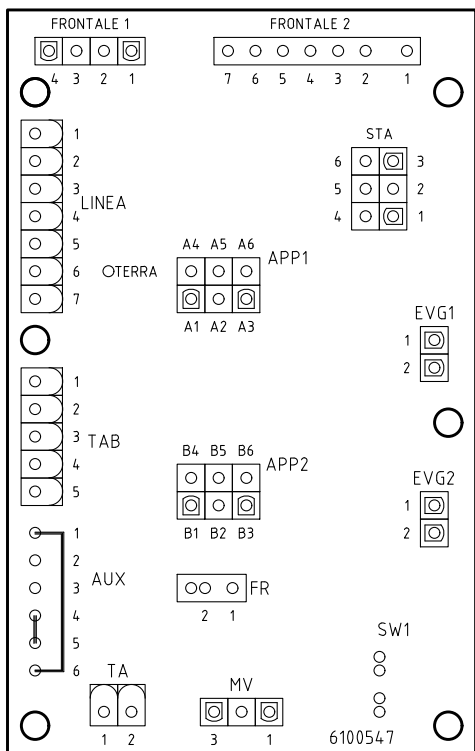 FRONTALE 1 FRONTALE 2
4 3 2 1 7 6 5 4 3 2 1
1
2
3
4
5
6
7
LINEA
OTERRA
STA
6 3
5 2
4 1
A4 A5 A6
APP1
A1 A2 A3
EVG1
1
2
1
2
3
4
5
TAB
B4 B5 B6
APP2
B1 B2 B3
EVG2
1
2
1
2
3
4
5
6
AUX
FR
2 1
SW1
TA
1 2
MV
3 1
6100547